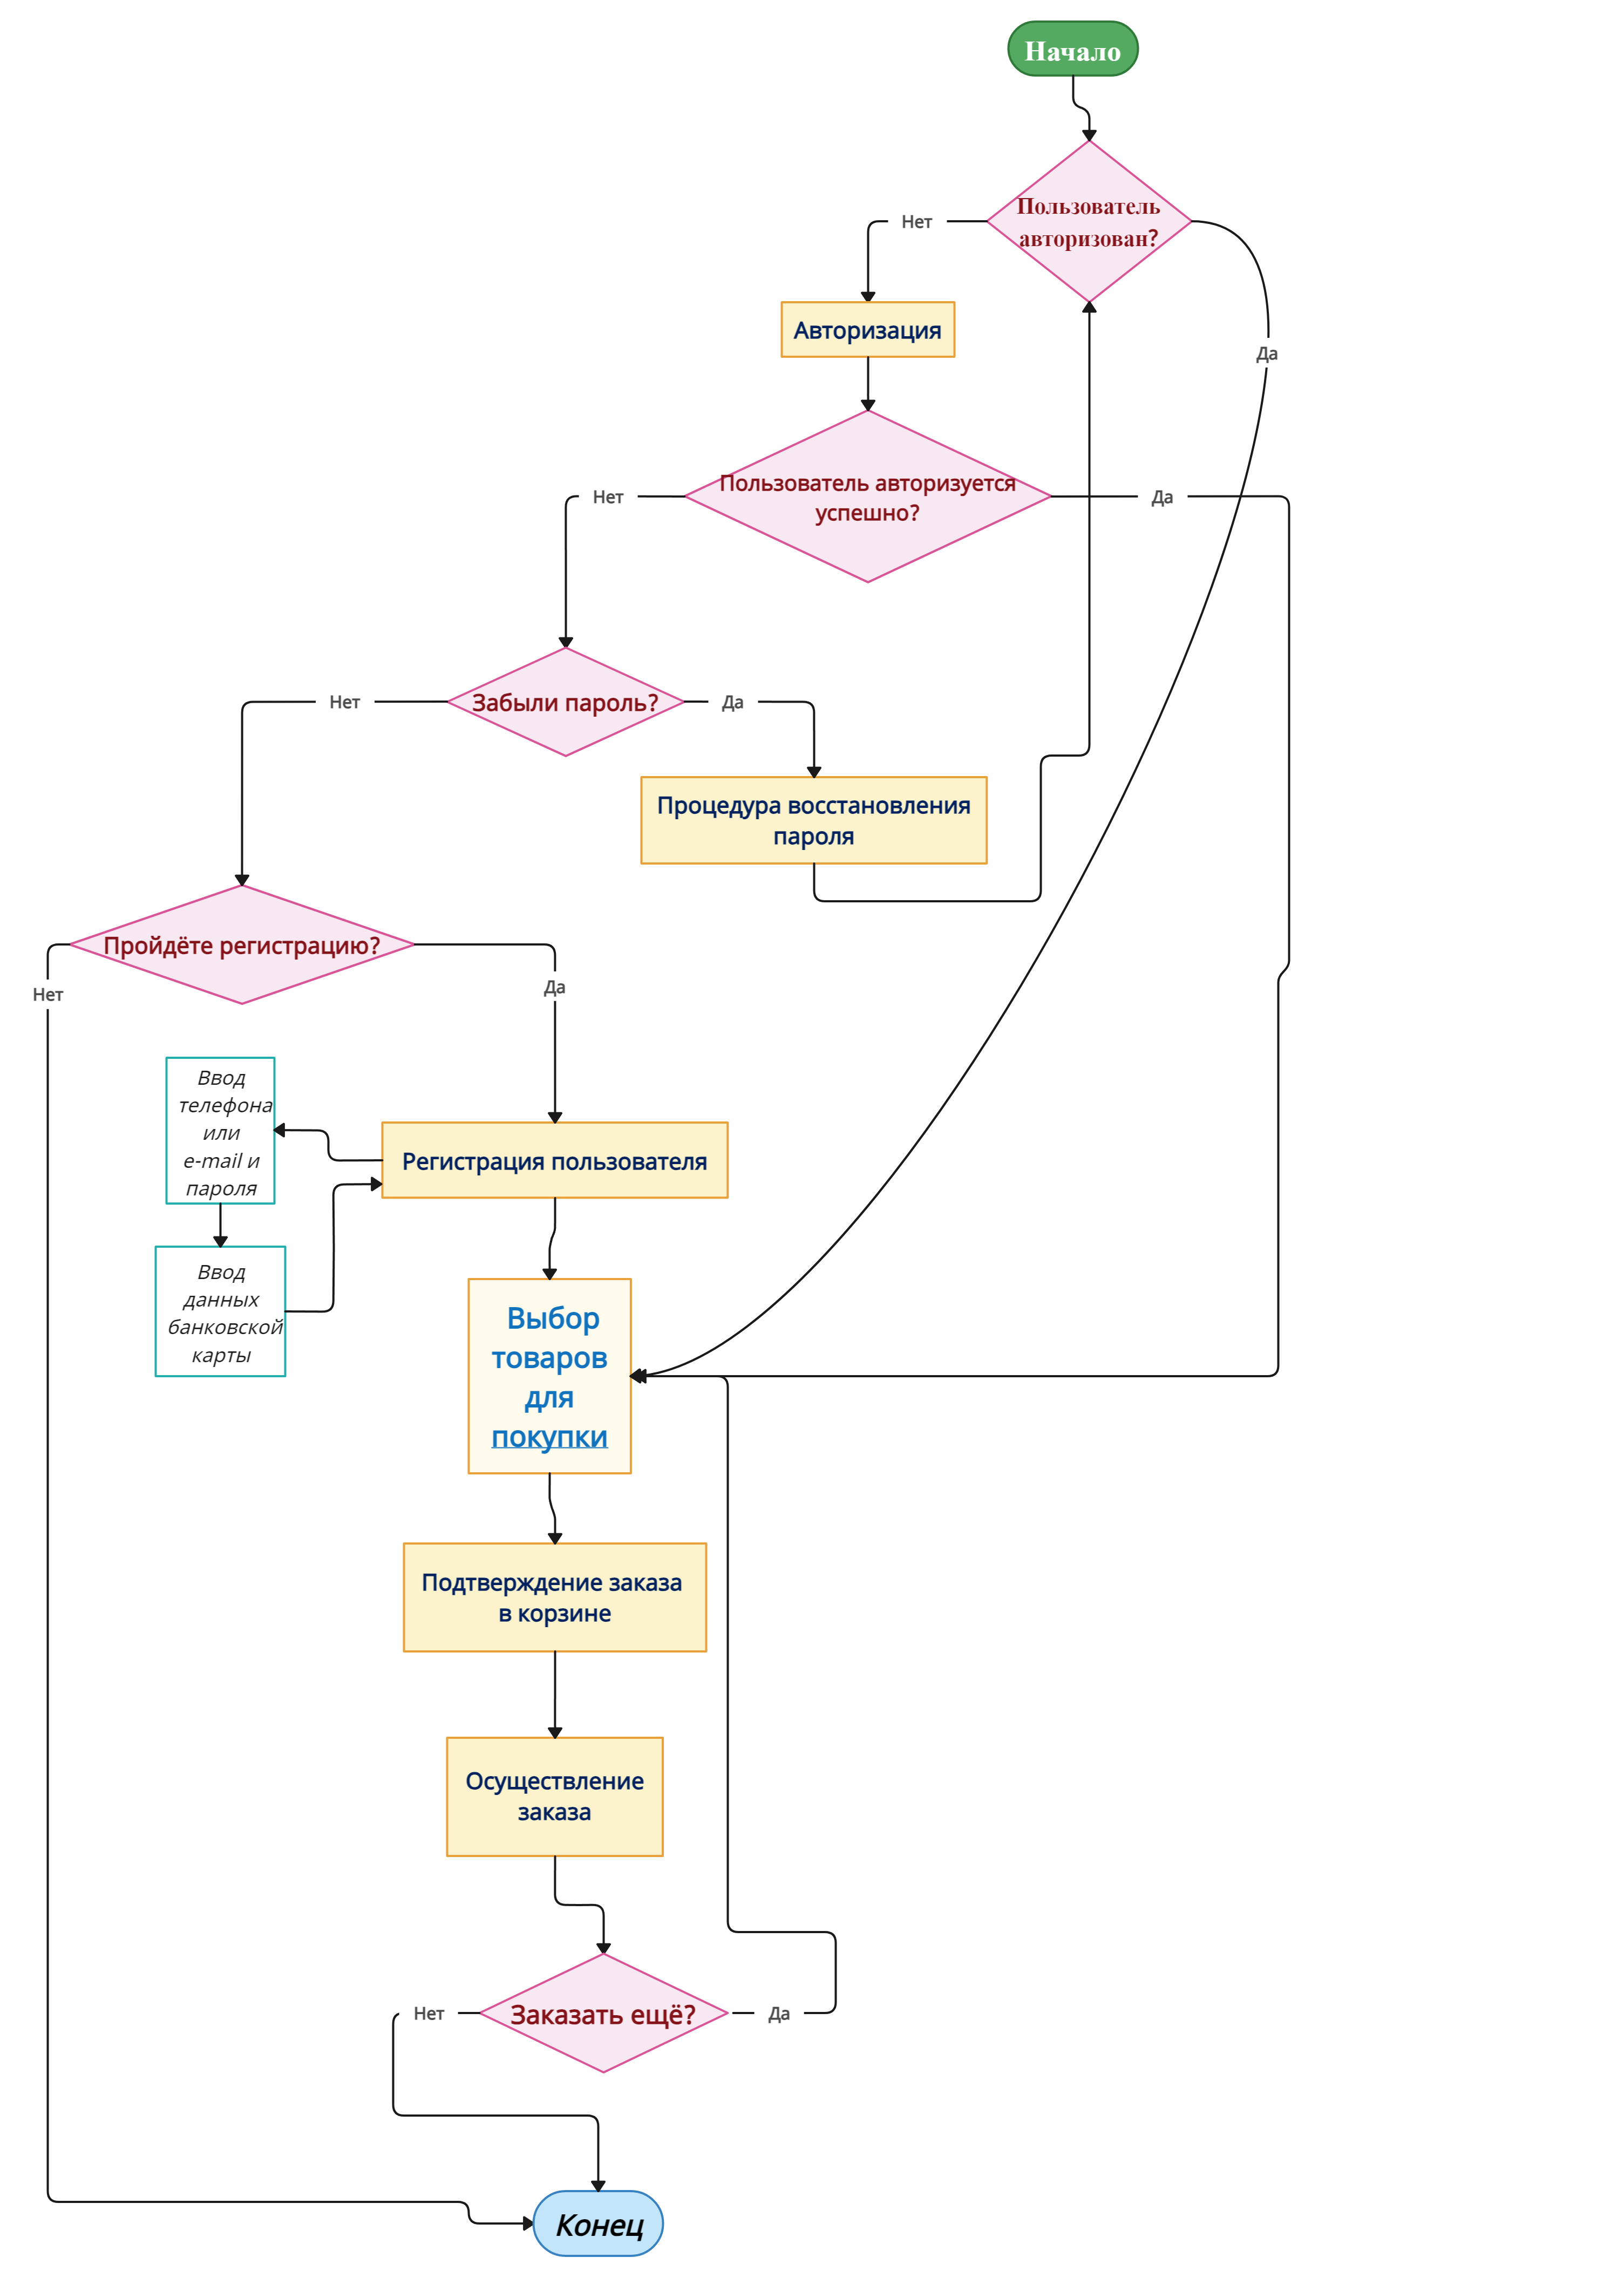 Начало
Пользователь
авторизован?
Нет
Да
Авторизация
Пользователь авторизуется
успешно?
Нет
Да
Забыли пароль?
Нет
Да
Процедура восстановления
пароля
Пройдёте регистрацию?
Нет
Да
Ввод
телефона
или
e-mail и
пароля
Регистрация пользователя
Ввод
данных
банковской
карты
Выбор
товаров
для
покупки
Подтверждение заказа
в корзине
Осуществление
заказа
Заказать ещё?
Нет
Да
Конец